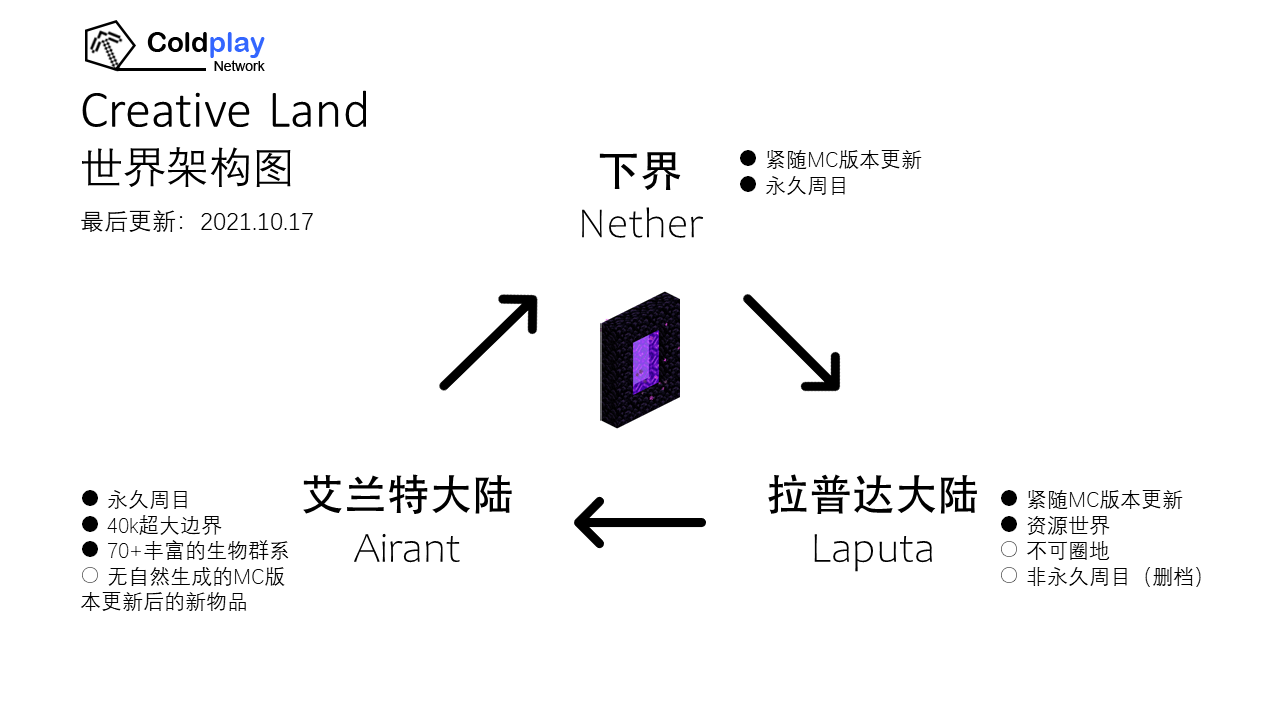 Coldplay
Network
Creative Land
世界架构图
最后更新：2021.10.17
下界
Nether
● 紧随MC版本更新
● 永久周目
艾兰特大陆
Airant
● 永久周目
● 40k超大边界
● 70+丰富的生物群系
○ 无自然生成的MC版
本更新后的新物品
拉普达大陆
Laputa
● 紧随MC版本更新
● 资源世界
○ 不可圈地
○ 非永久周目（删档）